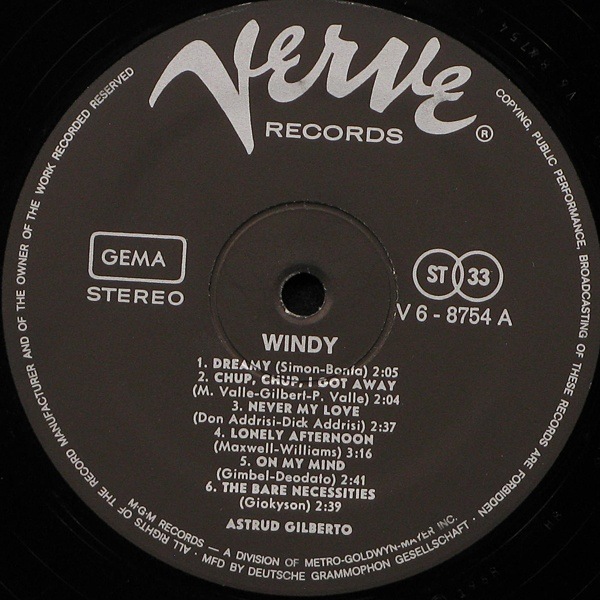 Verve
RECORDS ®
ALL RIGHTS OF THE RECORD MANUFACTURER AND OF THE OWNER OF THE WORK RECORDED RESERVED
COPYING, PUBLIC PERFORMANCE, BROADCASTING OF THESE RECORDS ARE FORBIDDEN
GEMA
STEREO
ST 33
V 6 - 8754 A
WINDY
1. DREAMY (Simon-Bonfa) 2:05
2. CHUP, CHUP, I GOT AWAY
(M. Valle-Gilbert-P. Valle) 2:04
3. NEVER MY LOVE
(Don Addrisi-Dick Addrisi) 2:37
4. LONELY AFTERNOON
(Maxwell-Williams) 3:16
5. ON MY MIND
(Gimbel-Deodato) 2:41
6. THE BARE NECESSITIES
(Giokyson) 2:39
ASTRUD GILBERTO
M·G·M RECORDS — A DIVISION OF METRO-GOLDWYN-MAYER INC.
· MFD BY DEUTSCHE GRAMMOPHON GESELLSCHAFT ·